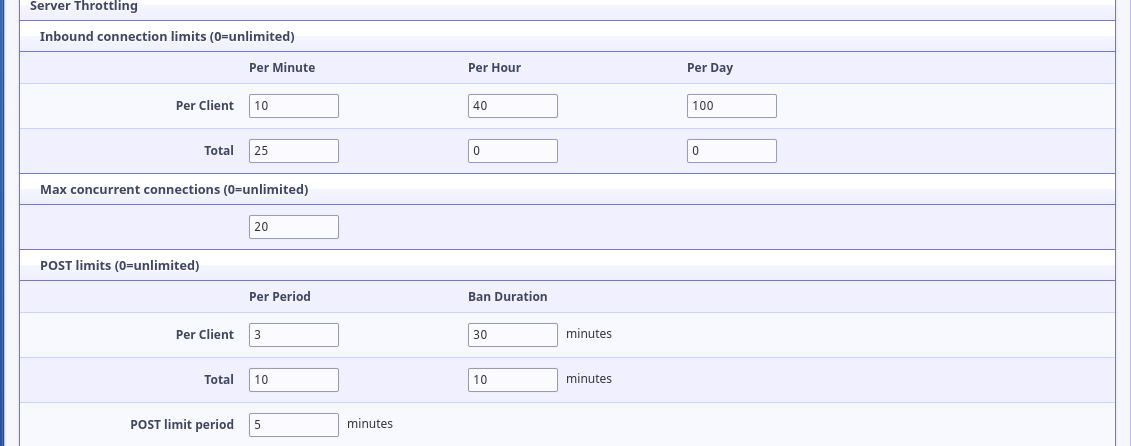 Server Throttling
Inbound connection limits (0=unlimited)
Per Minute Per Hour Per Day
Per Client 10 40 100
Total 25 0 0
Max concurrent connections (0=unlimited)
20
POST limits (0=unlimited)
Per Period Ban Duration
Per Client 3 30 minutes
Total 10 10 minutes
POST limit period 5 minutes